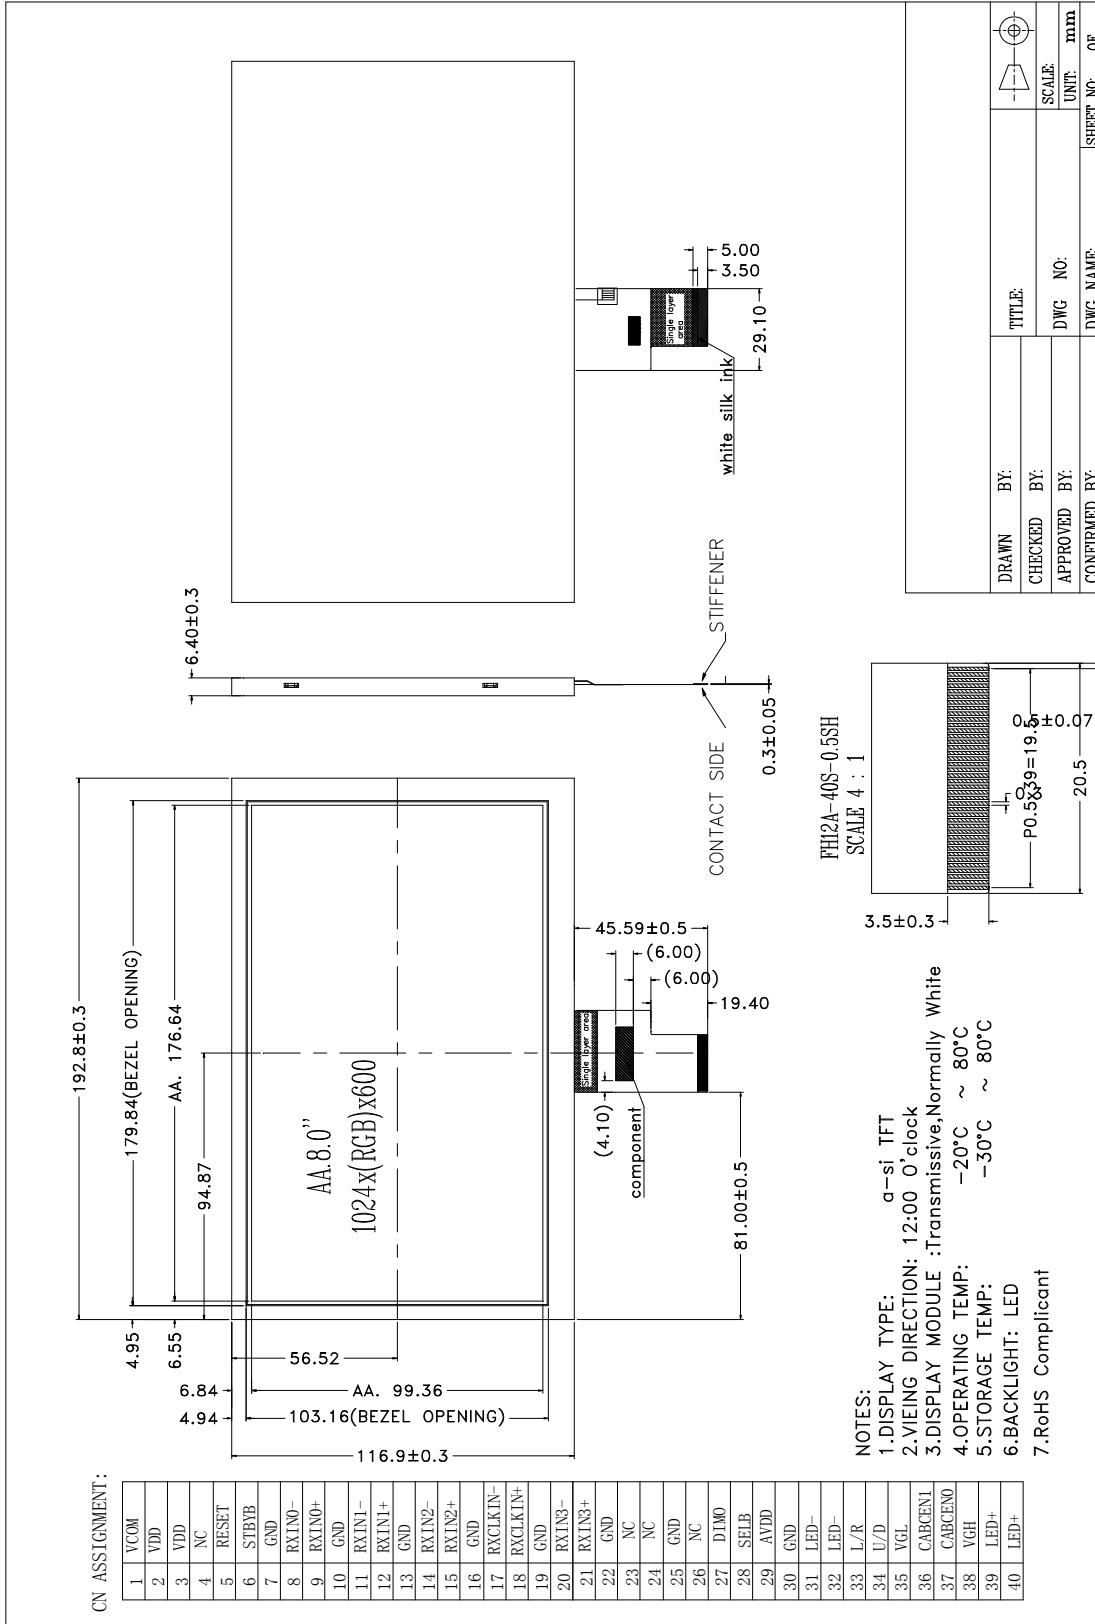 CN ASSIGNMENT:
1 VCOM
2 VDD
3 VDD
4 NC
5 RESET
6 STBYB
7 GND
8 RXIN0-
9 RXIN0+
10 GND
11 RXIN1-
12 RXIN1+
13 GND
14 RXIN2-
15 RXIN2+
16 GND
17 RXCLKIN-
18 RXCLKIN+
19 GND
20 RXIN3-
21 RXIN3+
22 GND
23 NC
24 NC
25 GND
26 NC
27 DIMO
28 SELB
29 AVDD
30 GND
31 LED-
32 LED-
33 L/R
34 U/D
35 VGL
36 CABCEN1
37 CABCEN0
38 VGH
39 LED+
40 LED+
192.8±0.3
4.95
179.84(BEZEL OPENING)
6.55
AA. 176.64
94.87
6.84
4.94
56.52
AA. 99.36
103.16(BEZEL OPENING)
116.9±0.3
AA.8.0"
1024x(RGB)x600
45.59±0.5
(6.00)
(6.00)
19.40
Single layer area
(4.10)
component
81.00±0.5
6.40±0.3
CONTACT SIDE
STIFFENER
0.3±0.05
5.00
3.50
Single layer
area
29.10
white silk ink
FH12A-40S-0.5SH
SCALE 4 : 1
3.5±0.3
0.3
P0.5X39=19.5
0.5±0.07
20.5
NOTES:
1.DISPLAY TYPE: a-si TFT
2.VIEING DIRECTION: 12:00 O'clock
3.DISPLAY MODULE :Transmissive,Normally White
4.OPERATING TEMP: -20°C ~ 80°C
5.STORAGE TEMP: -30°C ~ 80°C
6.BACKLIGHT: LED
7.RoHS Complicant
DRAWN BY:
CHECKED BY:
APPROVED BY:
CONFIRMED BY:
TITLE:
DWG NO:
DWG NAME:
SCALE:
UNIT: mm
SHEET NO: OF